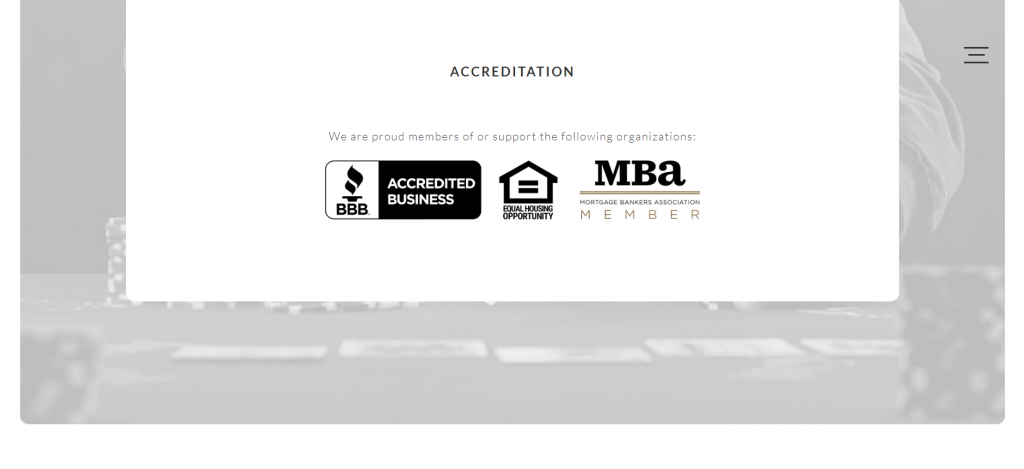 ACCREDITATION
We are proud members of or support the following organizations:
BBB.
ACCREDITED
BUSINESS
EQUAL HOUSING
OPPORTUNITY
MBa
MORTGAGE BANKERS ASSOCIATION
MEMBER